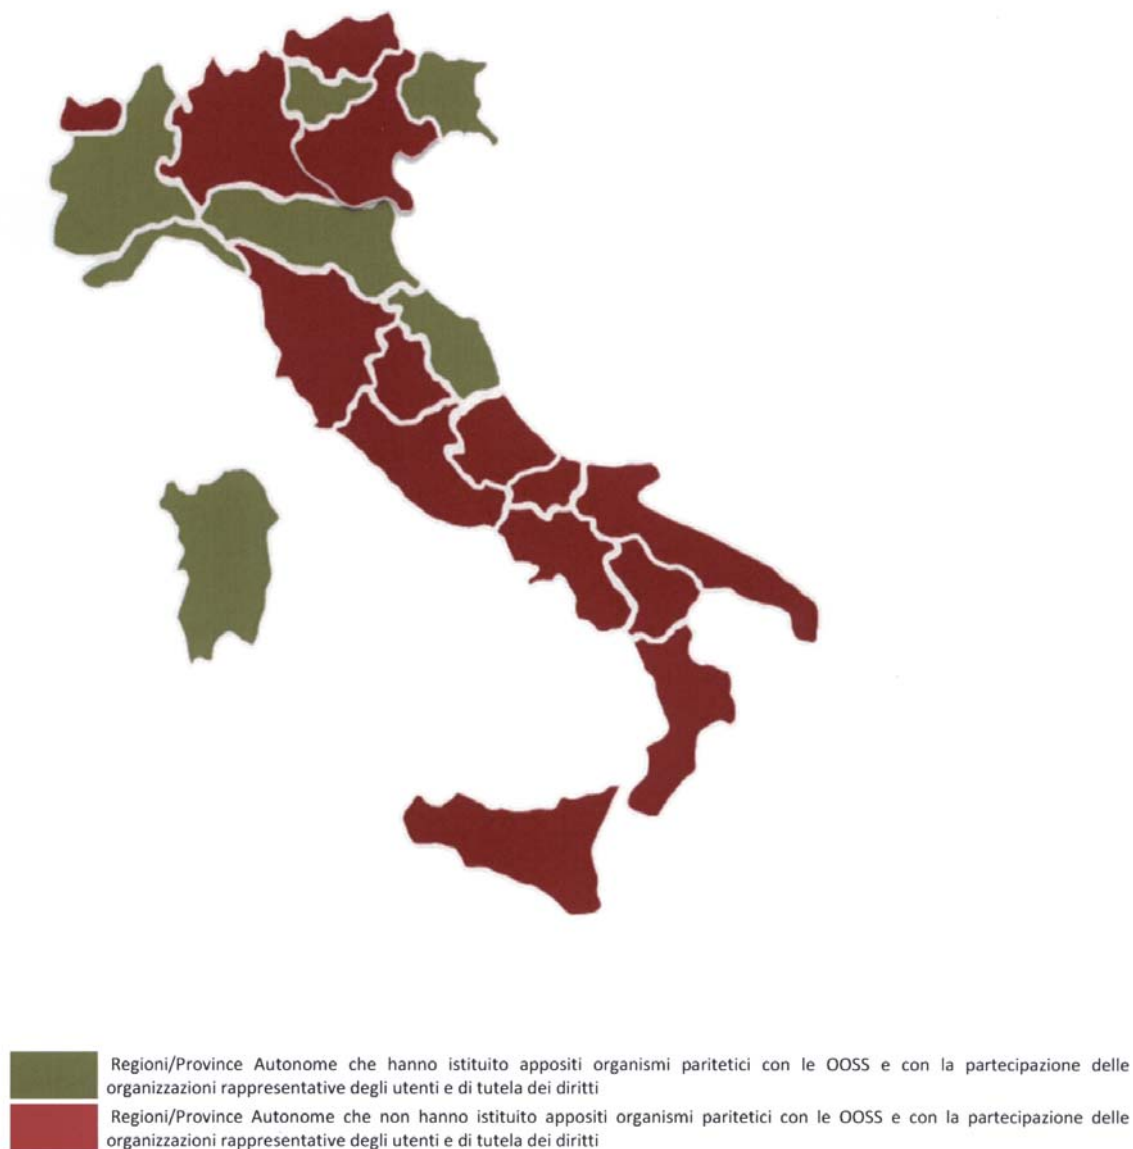 Regioni/Province Autonome che hanno istituito appositi organismi paritetici con le OOSS e con la partecipazione delle
organizzazioni rappresentative degli utenti e di tutela dei diritti
Regioni/Province Autonome che non hanno istituito appositi organismi paritetici con le OOSS e con la partecipazione delle
organizzazioni rappresentative degli utenti e di tutela dei diritti